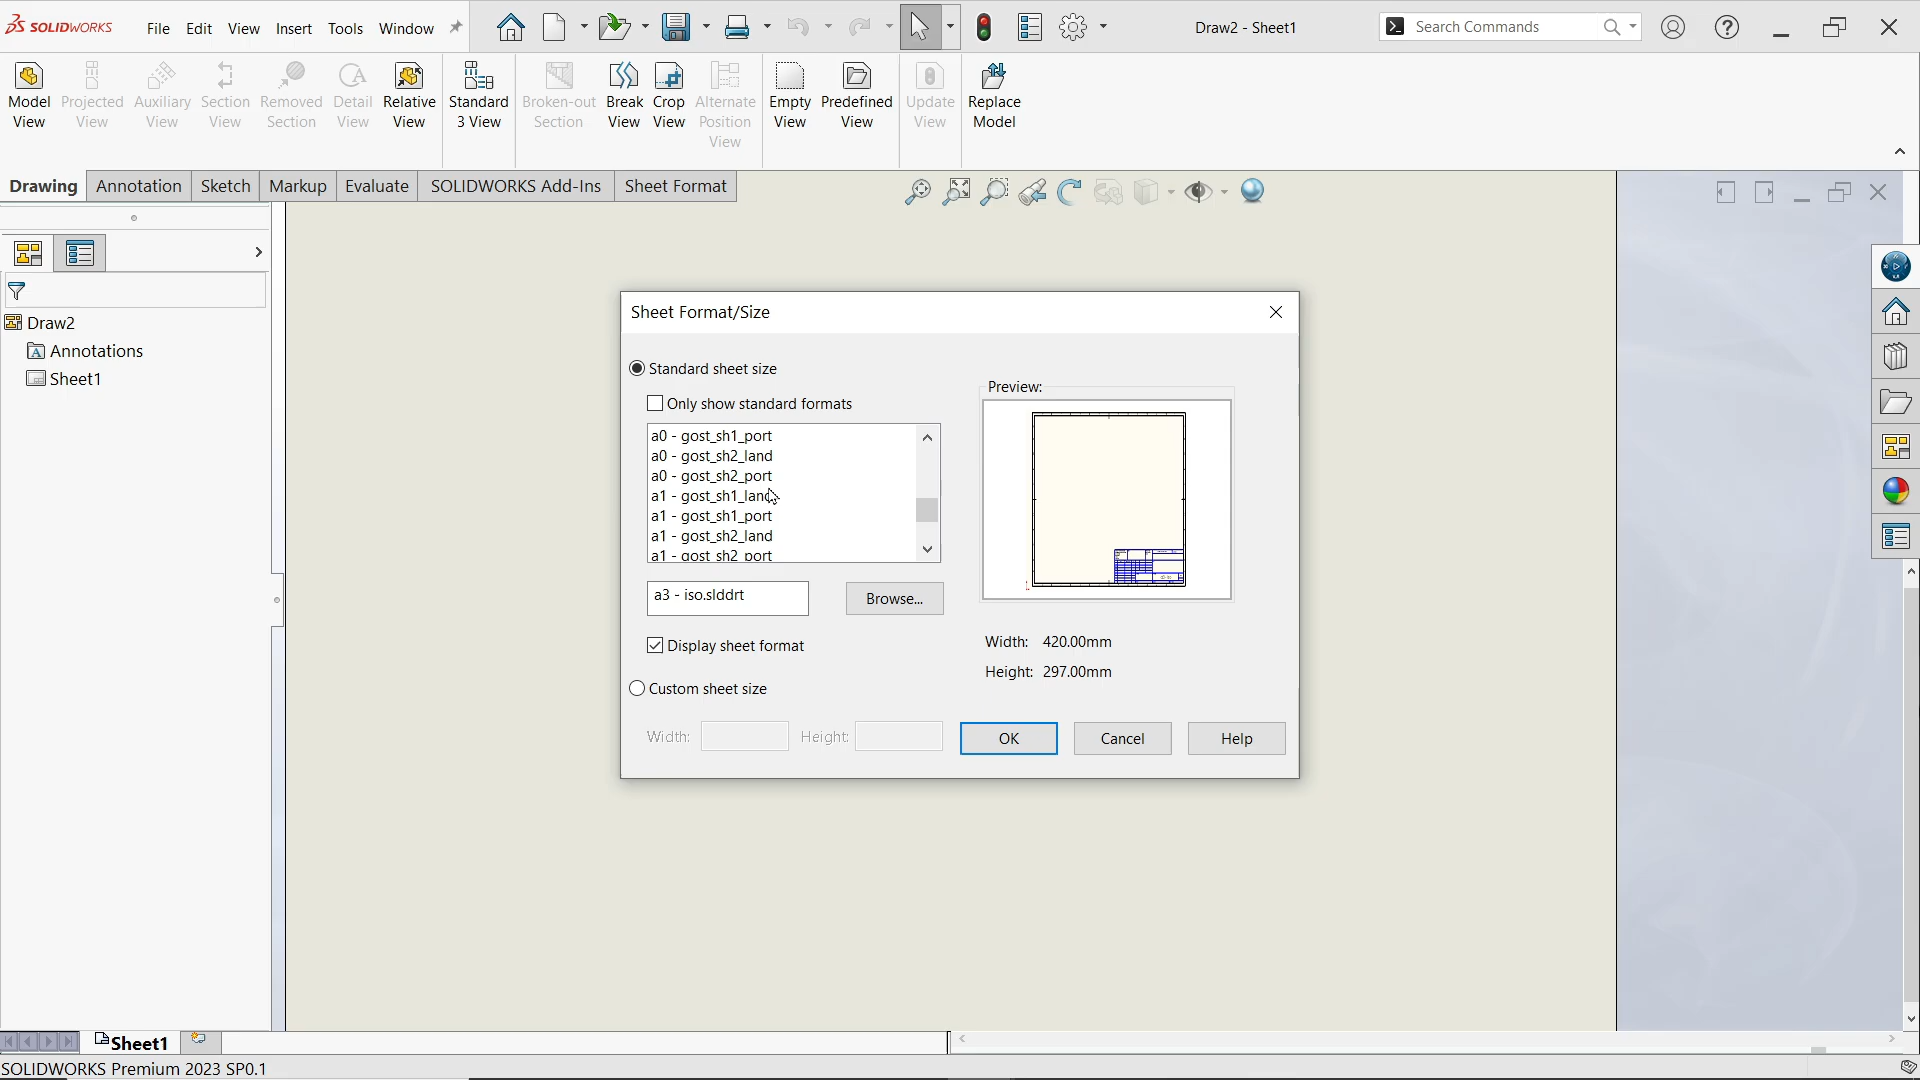 SOLIDWORKS File Edit View Insert Tools Window Draw2 - Sheet1 Search Commands
Model View
Projected View
Auxiliary View
Section View
Removed Section
Detail View
Relative View
Standard 3 View
Broken-out Section
Break View
Crop View
Alternate Position View
Empty View
Predefined View
Update View
Replace Model
Drawing Annotation Sketch Markup Evaluate SOLIDWORKS Add-Ins Sheet Format
Draw2
Annotations
Sheet1
Sheet Format/Size
Standard sheet size
Only show standard formats
a0 - gost_sh1_port
a0 - gost_sh2_land
a0 - gost_sh2_port
a1 - gost_sh1_land
a1 - gost_sh1_port
a1 - gost_sh2_land
a1 - gost_sh2_port
a3 - iso.slddrt
Browse...
Display sheet format
Custom sheet size
Width:
Height:
Preview:
Width: 420.00mm
Height: 297.00mm
OK
Cancel
Help
Sheet1
SOLIDWORKS Premium 2023 SP0.1